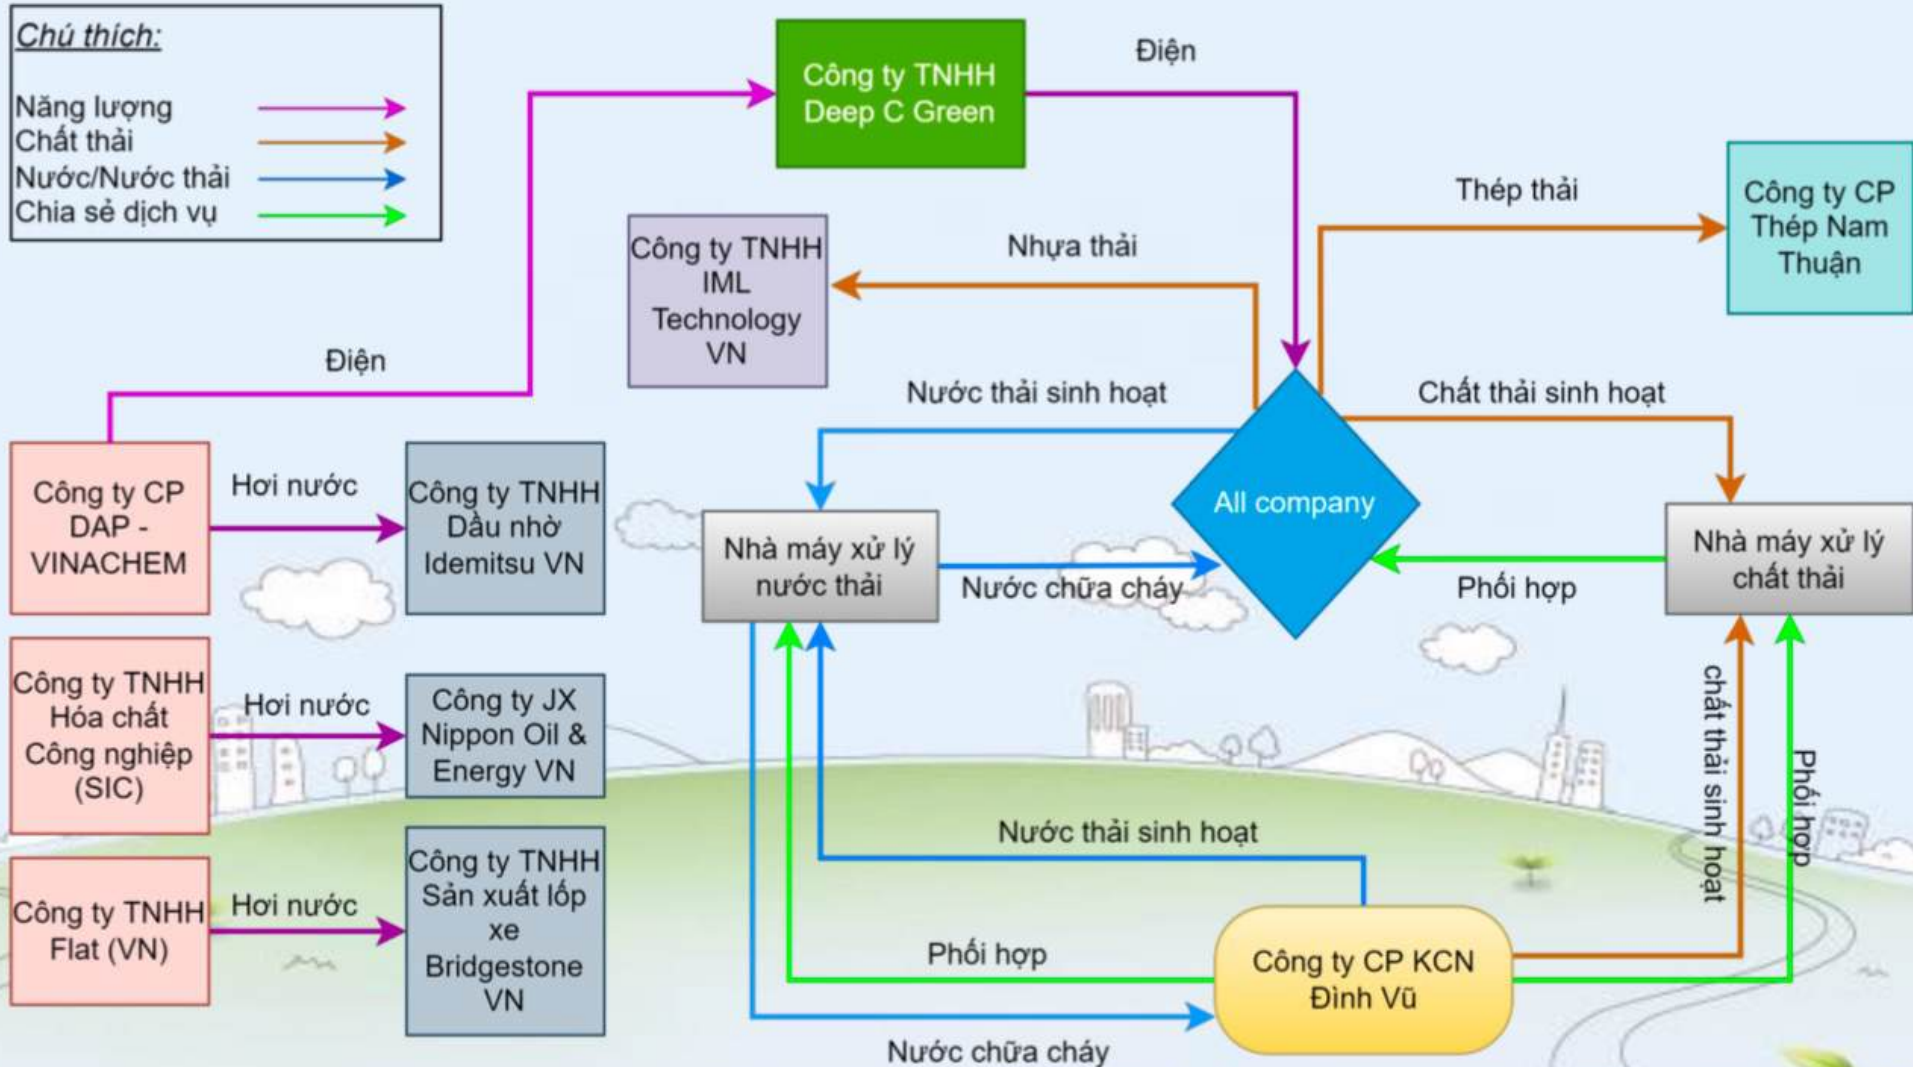 Chú thích:
Năng lượng
Chất thải
Nước/Nước thải
Chia sẻ dịch vụ
Công ty TNHH
Deep C Green
Điện
Thép thải
Công ty CP
Thép Nam
Thuận
Công ty TNHH
IML
Technology
VN
Nhựa thải
Điện
Nước thải sinh hoạt
Chất thải sinh hoạt
Công ty CP
DAP -
VINACHEM
Hơi nước
Công ty TNHH
Dầu nhờ
Idemitsu VN
All company
Nhà máy xử lý
nước thải
Nước chữa cháy
Phối hợp
Nhà máy xử lý
chất thải
Công ty TNHH
Hóa chất
Công nghiệp
(SIC)
Hơi nước
Công ty JX
Nippon Oil &
Energy VN
chất thải sinh hoạt
Phối hợp
Nước thải sinh hoạt
Công ty TNHH
Flat (VN)
Hơi nước
Công ty TNHH
Sản xuất lốp
xe
Bridgestone
VN
Phối hợp
Công ty CP KCN
Đình Vũ
Nước chữa cháy